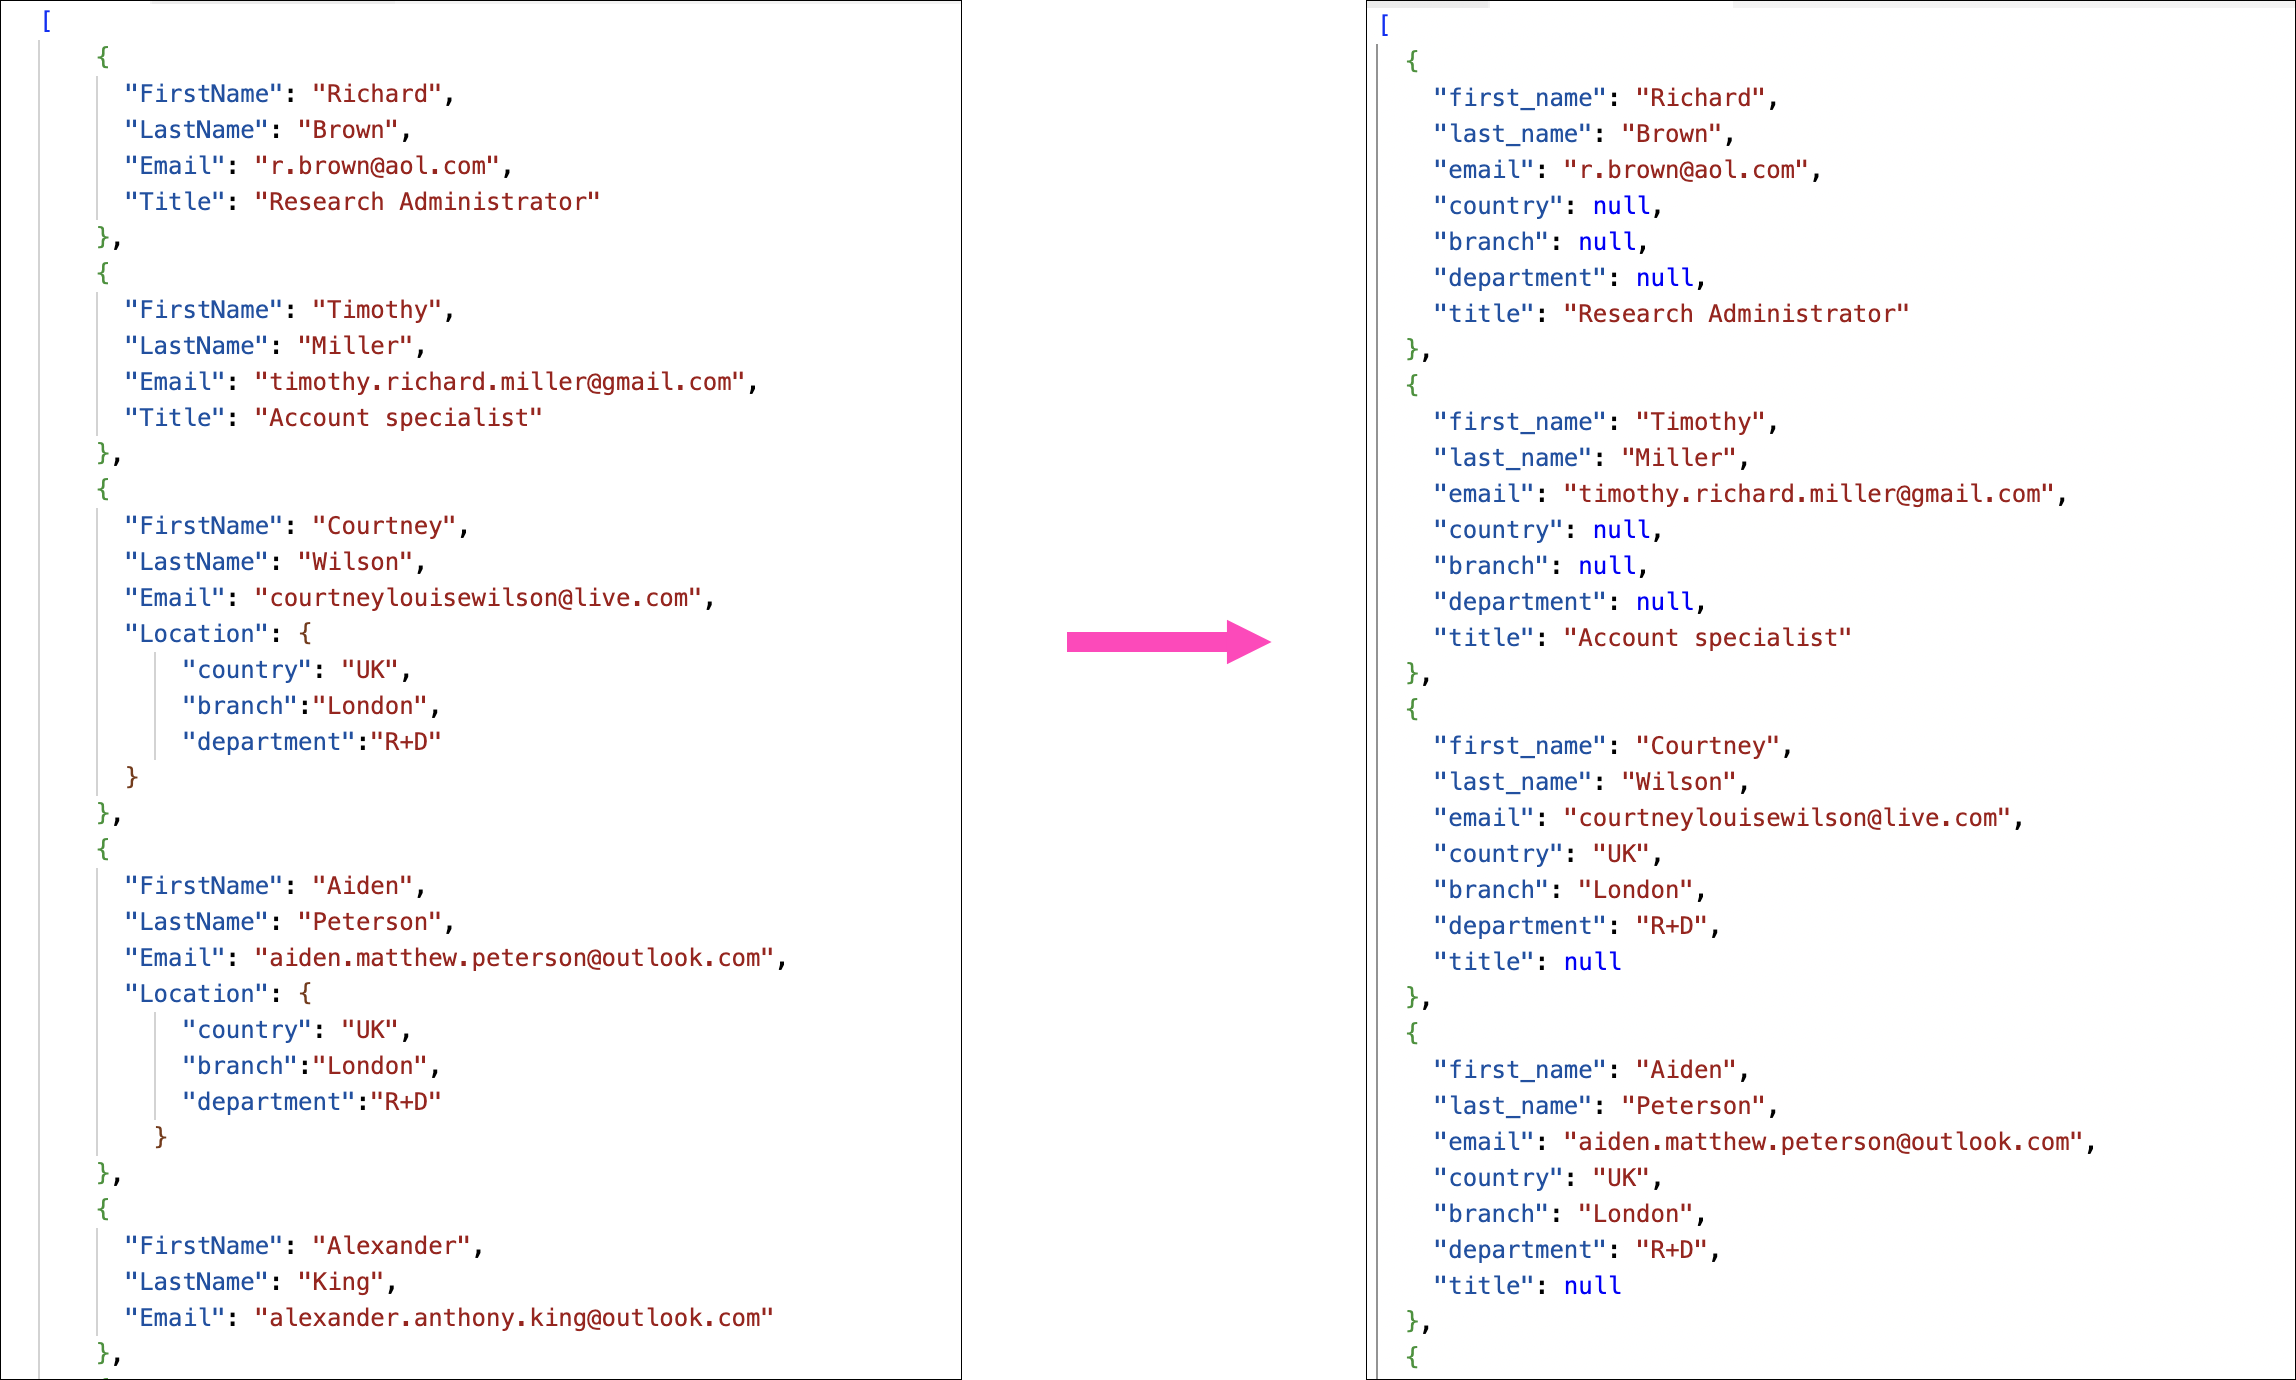 [
{
"FirstName": "Richard",
"LastName": "Brown",
"Email": "r.brown@aol.com",
"Title": "Research Administrator"
},
{
"FirstName": "Timothy",
"LastName": "Miller",
"Email": "timothy.richard.miller@gmail.com",
"Title": "Account specialist"
},
{
"FirstName": "Courtney",
"LastName": "Wilson",
"Email": "courtneylouisewilson@live.com",
"Location": {
"country": "UK",
"branch":"London",
"department":"R+D"
}
},
{
"FirstName": "Aiden",
"LastName": "Peterson",
"Email": "aiden.matthew.peterson@outlook.com",
"Location": {
"country": "UK",
"branch":"London",
"department":"R+D"
}
},
{
"FirstName": "Alexander",
"LastName": "King",
"Email": "alexander.anthony.king@outlook.com"
},
[
{
"first_name": "Richard",
"last_name": "Brown",
"email": "r.brown@aol.com",
"country": null,
"branch": null,
"department": null,
"title": "Research Administrator"
},
{
"first_name": "Timothy",
"last_name": "Miller",
"email": "timothy.richard.miller@gmail.com",
"country": null,
"branch": null,
"department": null,
"title": "Account specialist"
},
{
"first_name": "Courtney",
"last_name": "Wilson",
"email": "courtneylouisewilson@live.com",
"country": "UK",
"branch": "London",
"department": "R+D",
"title": null
},
{
"first_name": "Aiden",
"last_name": "Peterson",
"email": "aiden.matthew.peterson@outlook.com",
"country": "UK",
"branch": "London",
"department": "R+D",
"title": null
},
{